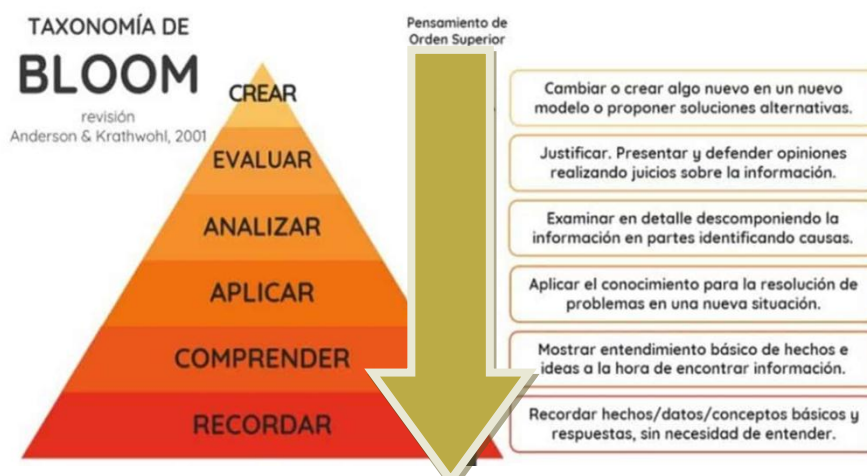 TAXONOMÍA DE
BLOOM
revisión
Anderson & Krathwohl, 2001
Pensamiento de
Orden Superior
CREAR
Cambiar o crear algo nuevo en un nuevo
modelo o proponer soluciones alternativas.
EVALUAR
Justificar. Presentar y defender opiniones
realizando juicios sobre la información.
ANALIZAR
Examinar en detalle descomponiendo la
información en partes identificando causas.
APLICAR
Aplicar el conocimiento para la resolución de
problemas en una nueva situación.
COMPRENDER
Mostrar entendimiento básico de hechos e
ideas a la hora de encontrar información.
RECORDAR
Recordar hechos/datos/conceptos básicos y
respuestas, sin necesidad de entender.